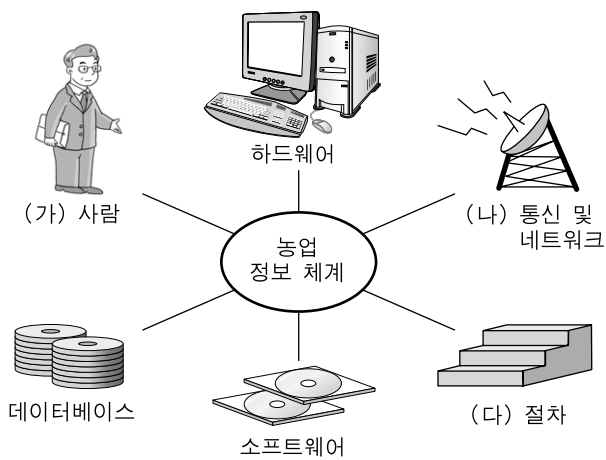 하드웨어
(가) 사람
(나) 통신 및
네트워크
농업
정보 체계
데이터베이스
소프트웨어
(다) 절차